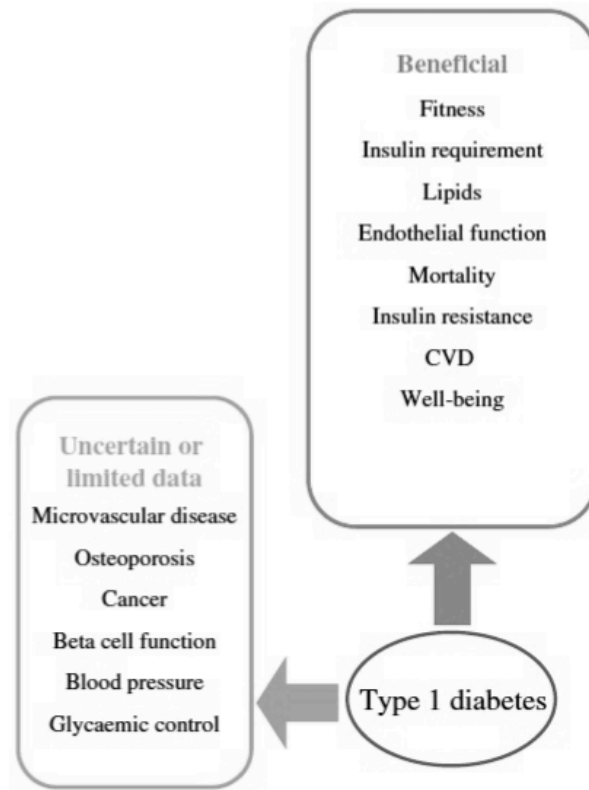 Beneficial
Fitness
Insulin requirement
Lipids
Endothelial function
Mortality
Insulin resistance
CVD
Well-being
Uncertain or
limited data
Microvascular disease
Osteoporosis
Cancer
Beta cell function
Blood pressure
Glycaemic control
Type 1 diabetes